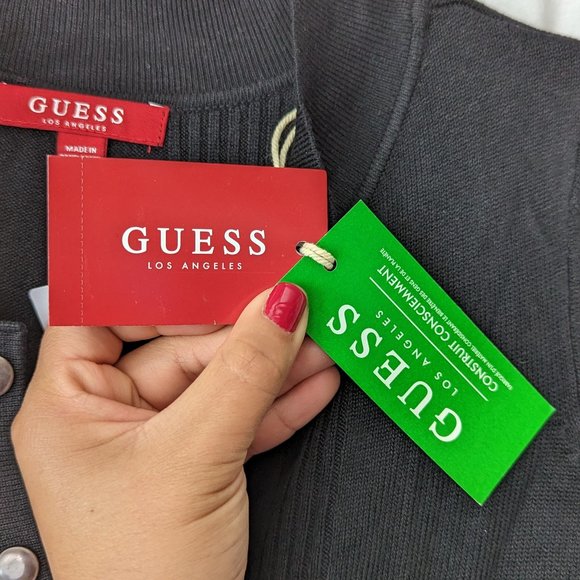 GUESS
LOS ANGELES
MADE IN
GUESS
LOS ANGELES
GUESS
LOS ANGELES
CONSTRUIT CONSCIEMMENT